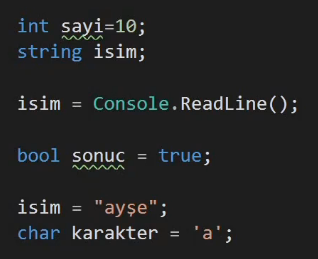 int sayi=10;
string isim;
isim = Console.ReadLine();
bool sonuc = true;
isim = "ayşe";
char karakter = 'a';